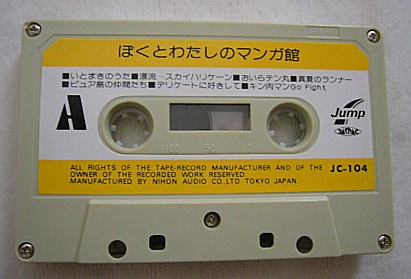 ぼくとわたしのマンガ館
■いとまきのうた■漂流〜スカイハリケーン■おいらテン丸■真夏のランナー
■ピュア島の仲間たち■デリケートに好きして■キン肉マンGo Fight
A
Jump
100 50 0
ALL RIGHTS OF THE TAPE-RECORD MANUFACTURER AND OF THE
OWNER OF THE RECORDED WORK RESERVED
MANUFACTURED BY NIHON AUDIO CO.,LTD TOKYO JAPAN.
JC-104